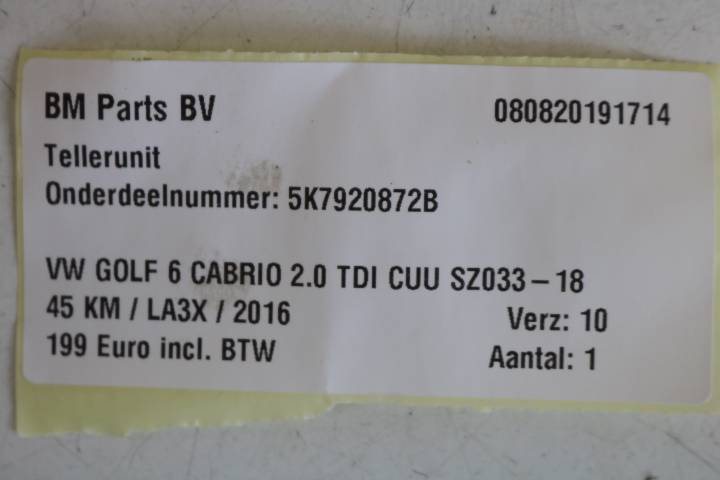 BM Parts BV 080820191714
Tellerunit
Onderdeelnummer: 5K7920872B
VW GOLF 6 CABRIO 2.0 TDI CUU SZ033-18
45 KM / LA3X / 2016 Verz: 10
199 Euro incl. BTW Aantal: 1